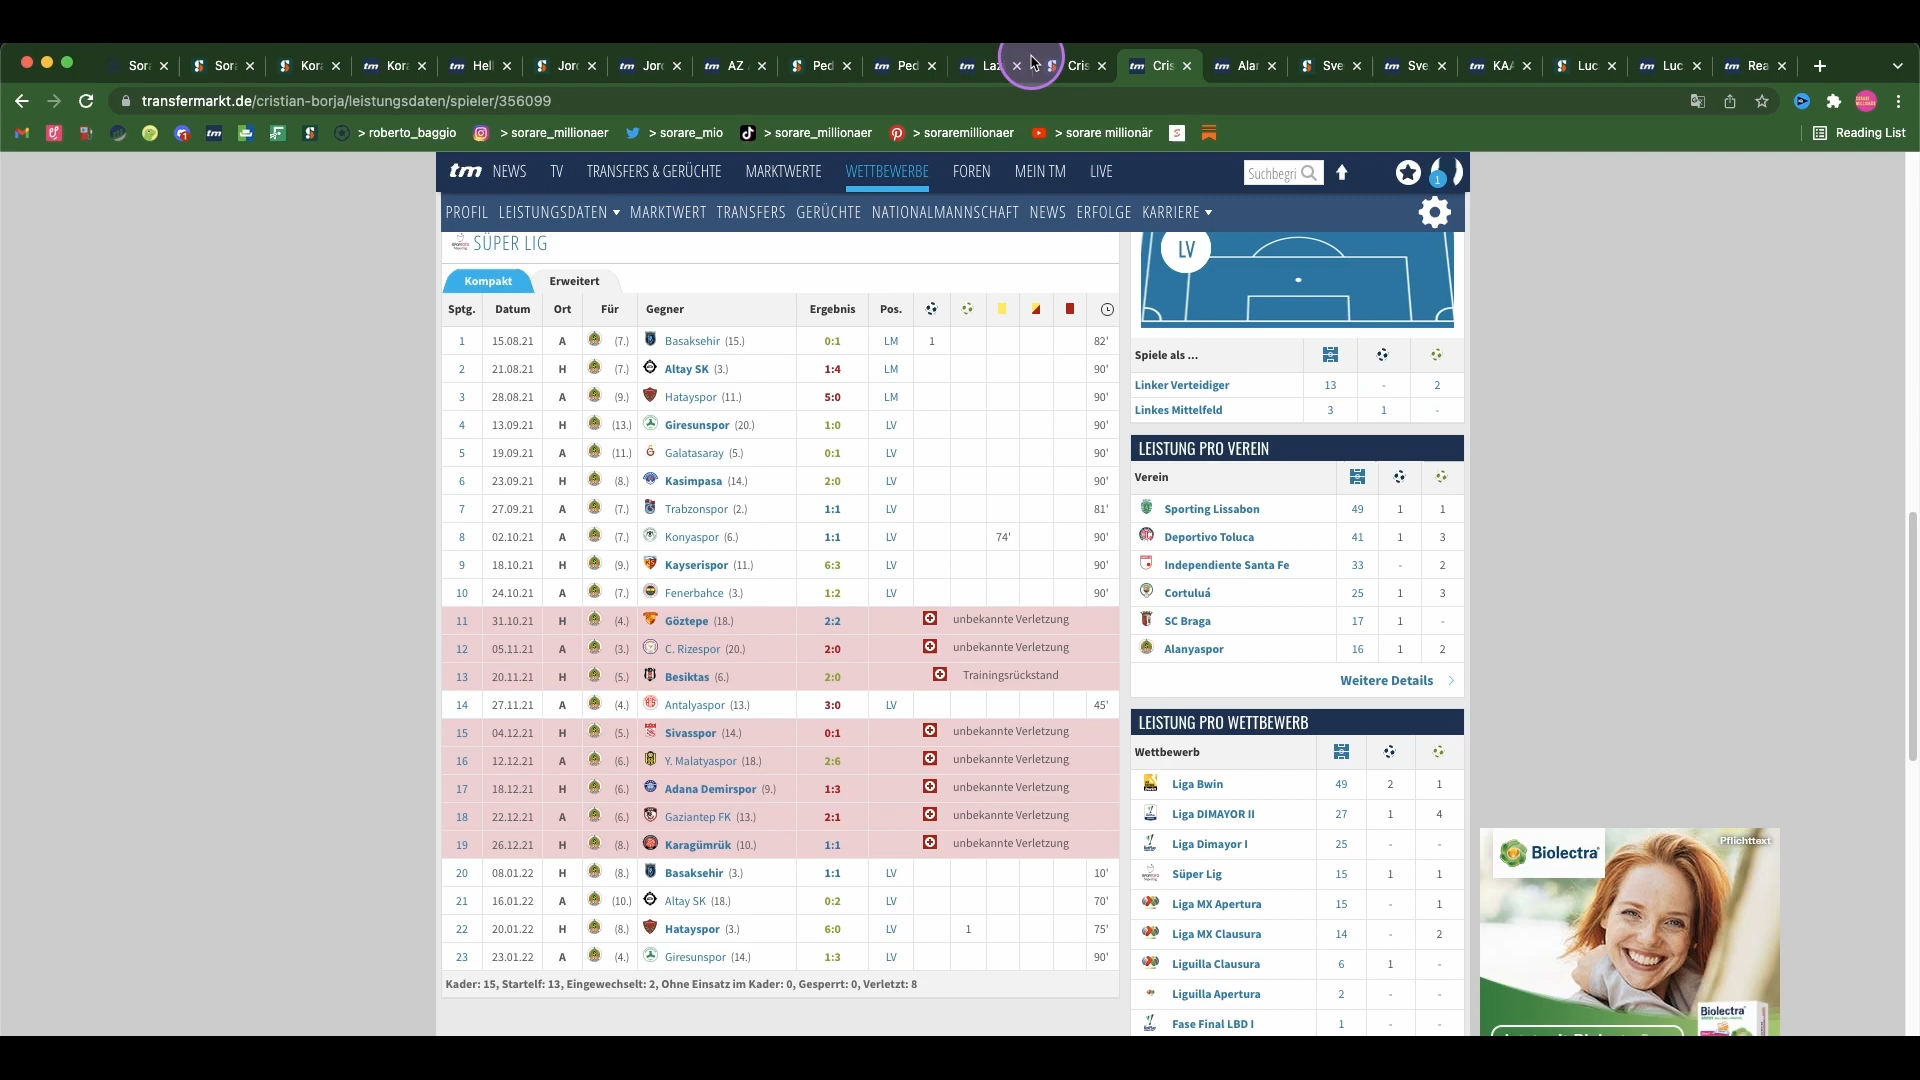 Sor
Sor
Kor
Kor
Hell
Jor
Jor
AZ
Ped
Ped
Laz
Cris
Cris
Alar
Sve
Sve
KAA
Luc
Luc
Rea
transfermarkt.de/cristian-borja/leistungsdaten/spieler/356099
> roberto_baggio > sorare_millionaer > sorare_mio > sorare_millionaer > soraremillionaer > sorare millionär Reading List
tm NEWS TV TRANSFERS & GERÜCHTE MARKTWERTE WETTBEWERBE FOREN MEIN TM LIVE Suchbegri 1
PROFIL LEISTUNGSDATEN MARKTWERT TRANSFERS GERÜCHTE NATIONALMANNSCHAFT NEWS ERFOLGE KARRIERE
SÜPER LIG
Kompakt Erweitert
Sptg. Datum Ort Für Gegner Ergebnis Pos.
1 15.08.21 A (7.) Basaksehir (15.) 0:1 LM 1 82'
2 21.08.21 H (7.) Altay SK (3.) 1:4 LM 90'
3 28.08.21 A (9.) Hatayspor (11.) 5:0 LM 90'
4 13.09.21 H (13.) Giresunspor (20.) 1:0 LV 90'
5 19.09.21 A (11.) Galatasaray (5.) 0:1 LV 90'
6 23.09.21 H (8.) Kasimpasa (14.) 2:0 LV 90'
7 27.09.21 A (7.) Trabzonspor (2.) 1:1 LV 81'
8 02.10.21 A (7.) Konyaspor (6.) 1:1 LV 74' 90'
9 18.10.21 H (9.) Kayserispor (11.) 6:3 LV 90'
10 24.10.21 A (7.) Fenerbahce (3.) 1:2 LV 90'
11 31.10.21 H (4.) Göztepe (18.) 2:2 unbekannte Verletzung
12 05.11.21 A (3.) C. Rizespor (20.) 2:0 unbekannte Verletzung
13 20.11.21 H (5.) Besiktas (6.) 2:0 Trainingsrückstand
14 27.11.21 A (4.) Antalyaspor (13.) 3:0 LV 45'
15 04.12.21 H (5.) Sivasspor (14.) 0:1 unbekannte Verletzung
16 12.12.21 A (6.) Y. Malatyaspor (18.) 2:6 unbekannte Verletzung
17 18.12.21 H (6.) Adana Demirspor (9.) 1:3 unbekannte Verletzung
18 22.12.21 A (6.) Gaziantep FK (13.) 2:1 unbekannte Verletzung
19 26.12.21 H (8.) Karagümrük (10.) 1:1 unbekannte Verletzung
20 08.01.22 H (8.) Basaksehir (3.) 1:1 LV 10'
21 16.01.22 A (10.) Altay SK (18.) 0:2 LV 70'
22 20.01.22 H (8.) Hatayspor (3.) 6:0 LV 1 75'
23 23.01.22 A (4.) Giresunspor (14.) 1:3 LV 90'
Kader: 15, Startelf: 13, Eingewechselt: 2, Ohne Einsatz im Kader: 0, Gesperrt: 0, Verletzt: 8
LV
Spiele als ...
Linker Verteidiger 13 - 2
Linkes Mittelfeld 3 1 -
LEISTUNG PRO VEREIN
Verein
Sporting Lissabon 49 1 1
Deportivo Toluca 41 1 3
Independiente Santa Fe 33 - 2
Cortuluá 25 1 3
SC Braga 17 1 -
Alanyaspor 16 1 2
Weitere Details
LEISTUNG PRO WETTBEWERB
Wettbewerb
Liga Bwin 49 2 1
Liga DIMAYOR II 27 1 4
Liga Dimayor I 25 - -
Süper Lig 15 1 1
Liga MX Apertura 15 - 1
Liga MX Clausura 14 - 2
Liguilla Clausura 6 1 -
Liguilla Apertura 2 - -
Fase Final LBD I 1 - -
Biolectra
Pflichttext
Biolectra